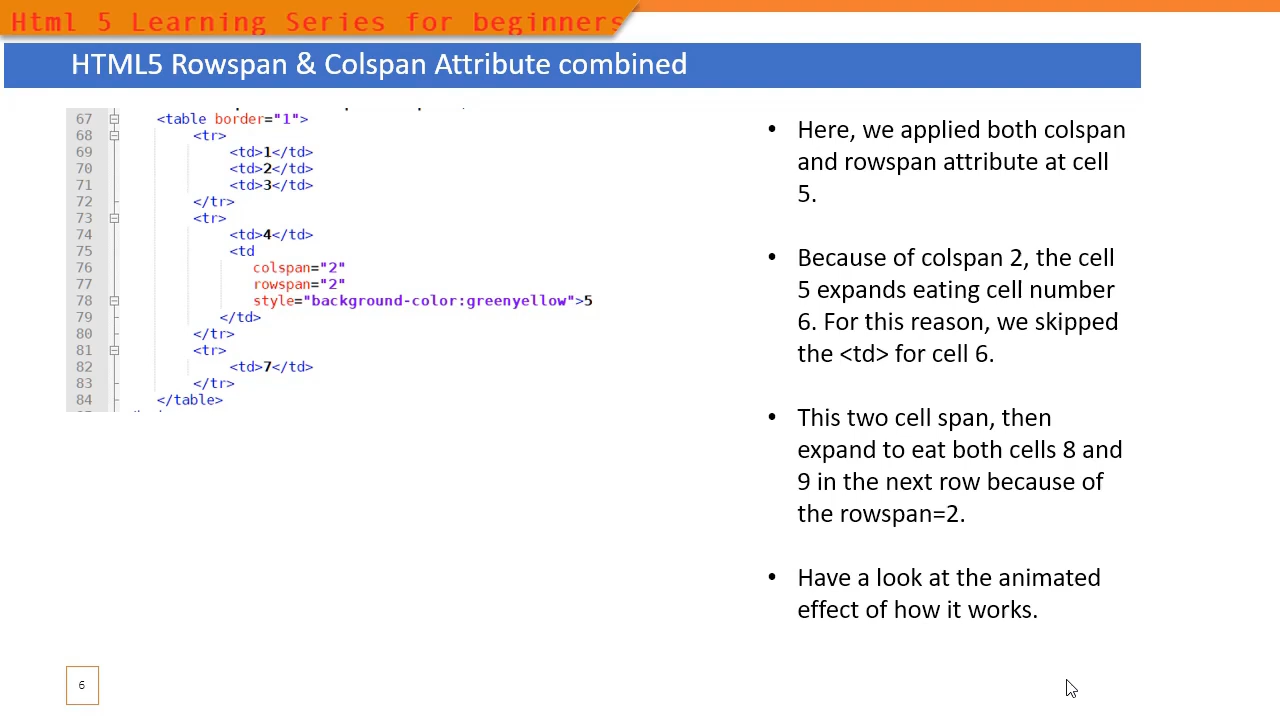 Html 5 Learning Series for beginners
HTML5 Rowspan & Colspan Attribute combined
67 <table border="1">
68 <tr>
69 <td>1</td>
70 <td>2</td>
71 <td>3</td>
72 </tr>
73 <tr>
74 <td>4</td>
75 <td
76 colspan="2"
77 rowspan="2"
78 style="background-color:greenyellow">5
79 </td>
80 </tr>
81 <tr>
82 <td>7</td>
83 </tr>
84 </table>
• Here, we applied both colspan
and rowspan attribute at cell
5.
• Because of colspan 2, the cell
5 expands eating cell number
6. For this reason, we skipped
the <td> for cell 6.
• This two cell span, then
expand to eat both cells 8 and
9 in the next row because of
the rowspan=2.
• Have a look at the animated
effect of how it works.
6